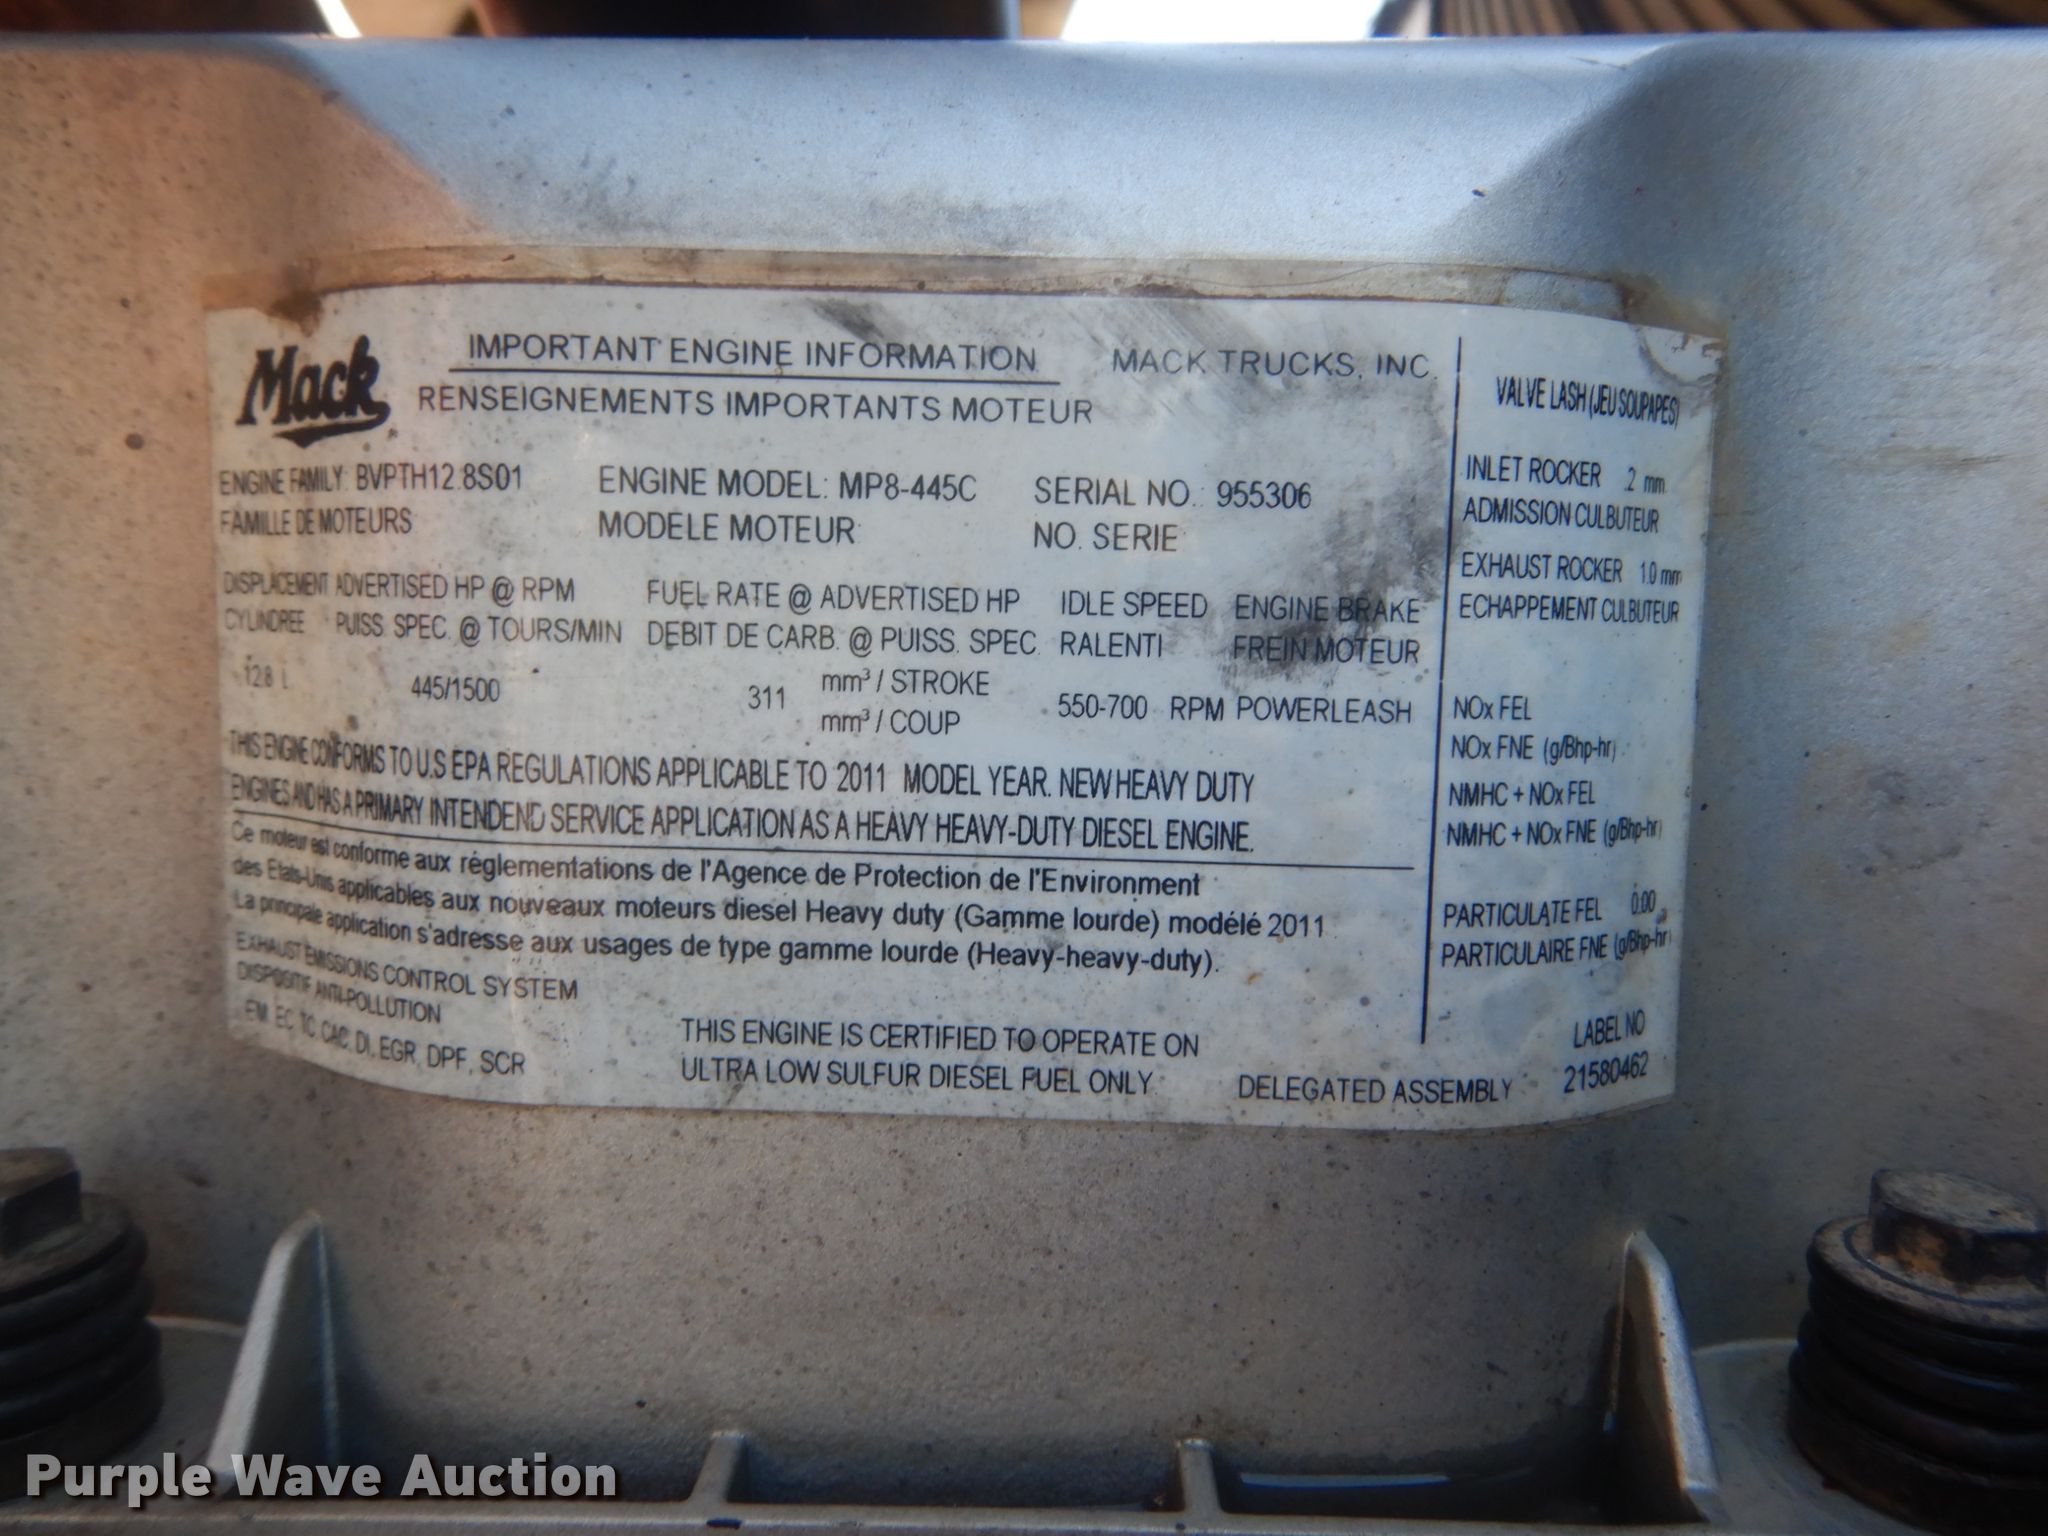 Mack
IMPORTANT ENGINE INFORMATION
MACK TRUCKS, INC.
RENSEIGNEMENTS IMPORTANTS MOTEUR
ENGINE FAMILY: BVPTH12.8S01
ENGINE MODEL: MP8-445C
SERIAL NO.: 955306
FAMILLE DE MOTEURS
MODELE MOTEUR
NO. SERIE
DISPLACEMENT ADVERTISED HP @ RPM
FUEL RATE @ ADVERTISED HP
IDLE SPEED
ENGINE BRAKE
CYLINDREE PUISS. SPEC. @ TOURS/MIN
DEBIT DE CARB. @ PUISS. SPEC.
RALENTI
FREIN MOTEUR
12.8 L
445/1500
311
mm³ / STROKE
mm³ / COUP
550-700 RPM
POWERLEASH
THIS ENGINE CONFORMS TO U.S EPA REGULATIONS APPLICABLE TO 2011 MODEL YEAR. NEW HEAVY DUTY
ENGINES AND HAS A PRIMARY INTENDEND SERVICE APPLICATION AS A HEAVY HEAVY-DUTY DIESEL ENGINE.
Ce moteur est conforme aux réglementations de l'Agence de Protection de l'Environment
des Etats-Unis applicables aux nouveaux moteurs diesel Heavy duty (Gamme lourde) modélé 2011
La principale application s'adresse aux usages de type gamme lourde (Heavy-heavy-duty).
EXHAUST EMISSIONS CONTROL SYSTEM
DISPOSITIF ANTI-POLLUTION
EM, EC, TC, CAC, DI, EGR, DPF, SCR
THIS ENGINE IS CERTIFIED TO OPERATE ON
ULTRA LOW SULFUR DIESEL FUEL ONLY
DELEGATED ASSEMBLY
VALVE LASH (JEU SOUPAPES)
INLET ROCKER .2 mm
ADMISSION CULBUTEUR
EXHAUST ROCKER 1.0 mm
ECHAPPEMENT CULBUTEUR
NOx FEL
NOx FNE (g/Bhp-hr)
NMHC + NOx FEL
NMHC + NOx FNE (g/Bhp-hr)
PARTICULATE FEL 0.00
PARTICULAIRE FNE (g/Bhp-hr)
LABEL NO
21580462
Purple Wave Auction